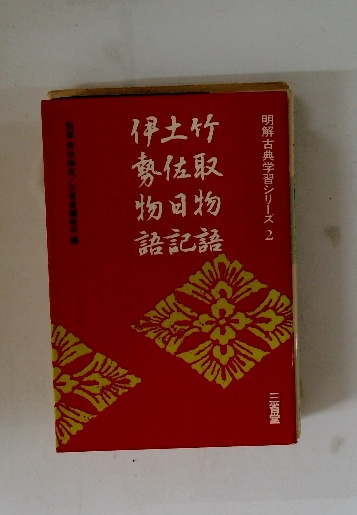 明解古典学習シリーズ 2
竹取物語
土佐日記
伊勢物語
三省堂